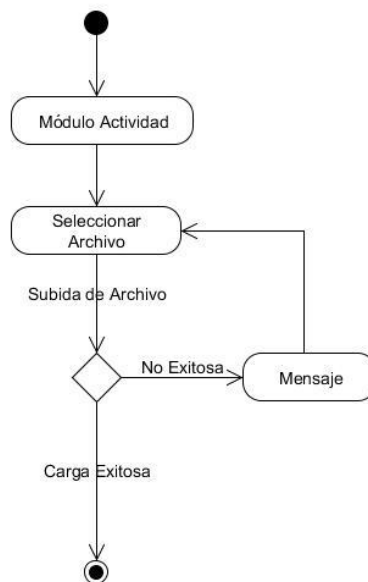 Módulo Actividad
Seleccionar
Archivo
Subida de Archivo
No Exitosa
Mensaje
Carga Exitosa